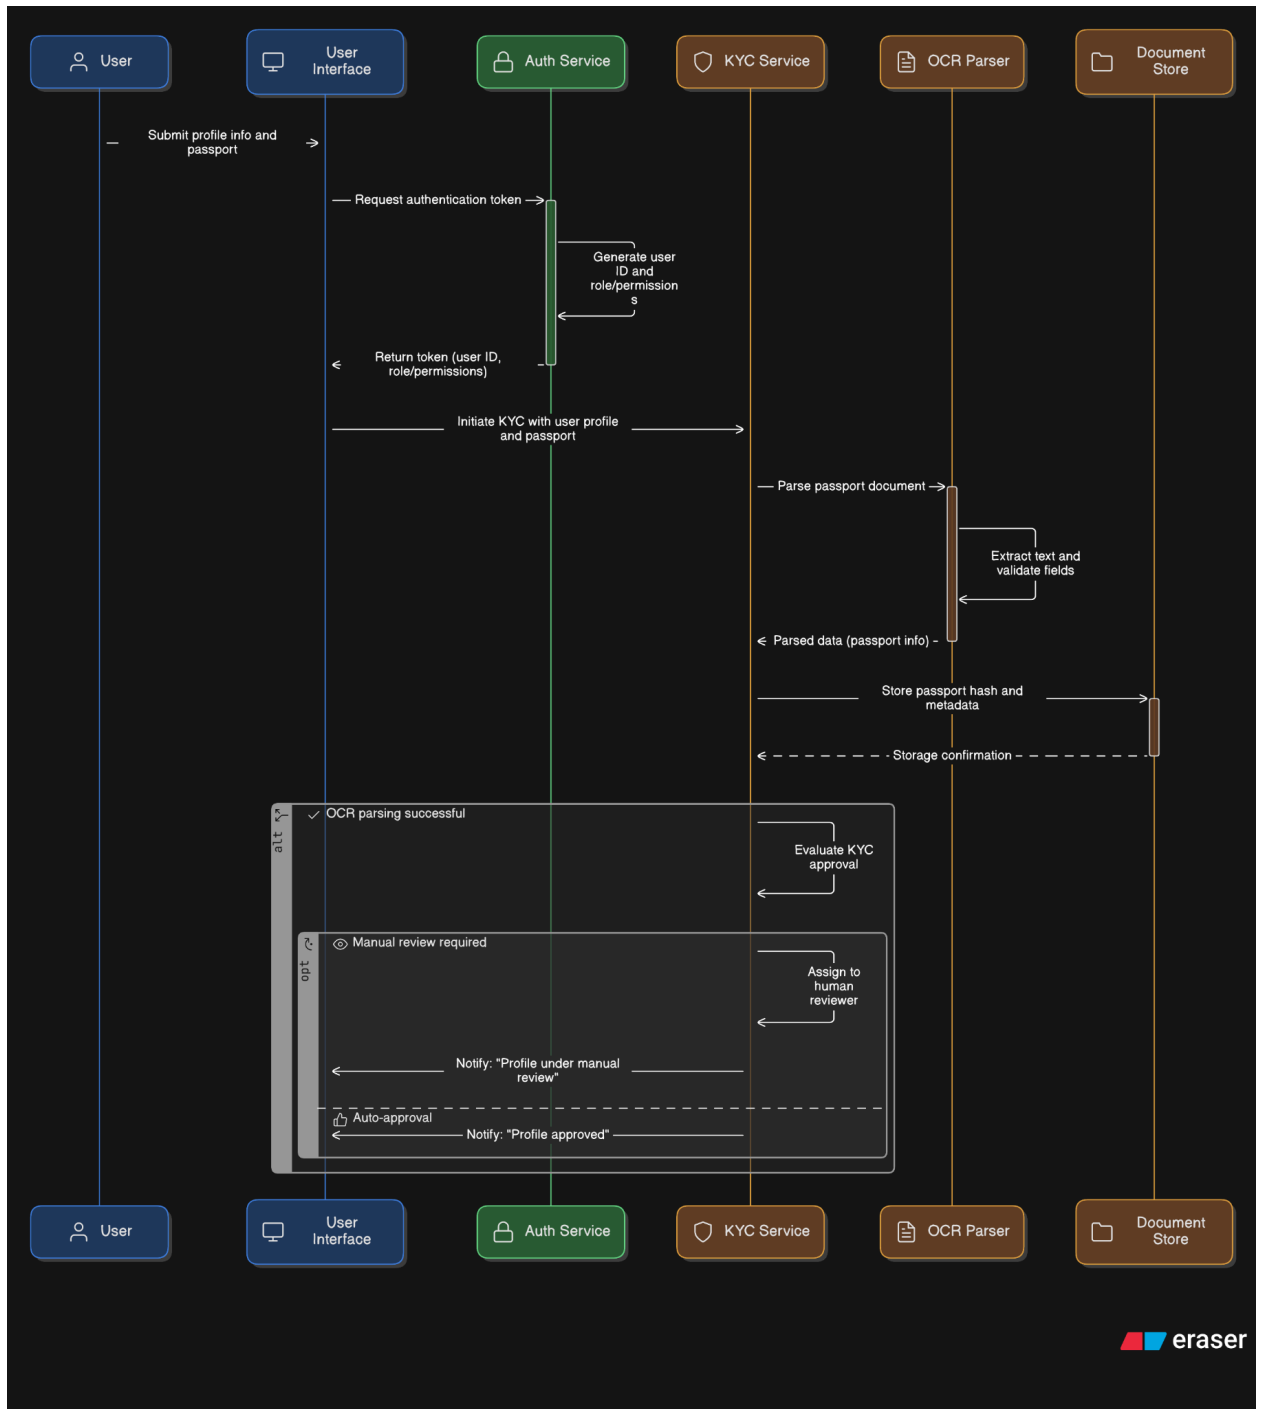 User
User
Interface
Auth Service
KYC Service
OCR Parser
Document
Store
Submit profile info and
passport
Request authentication token
Generate user
ID and
role/permission
s
Return token (user ID,
role/permissions)
Initiate KYC with user profile
and passport
Parse passport document
Extract text and
validate fields
Parsed data (passport info)
Store passport hash and
metadata
Storage confirmation
alt
OCR parsing successful
Evaluate KYC
approval
opt
Manual review required
Assign to
human
reviewer
Notify: "Profile under manual
review"
Auto-approval
Notify: "Profile approved"
User
User
Interface
Auth Service
KYC Service
OCR Parser
Document
Store
eraser